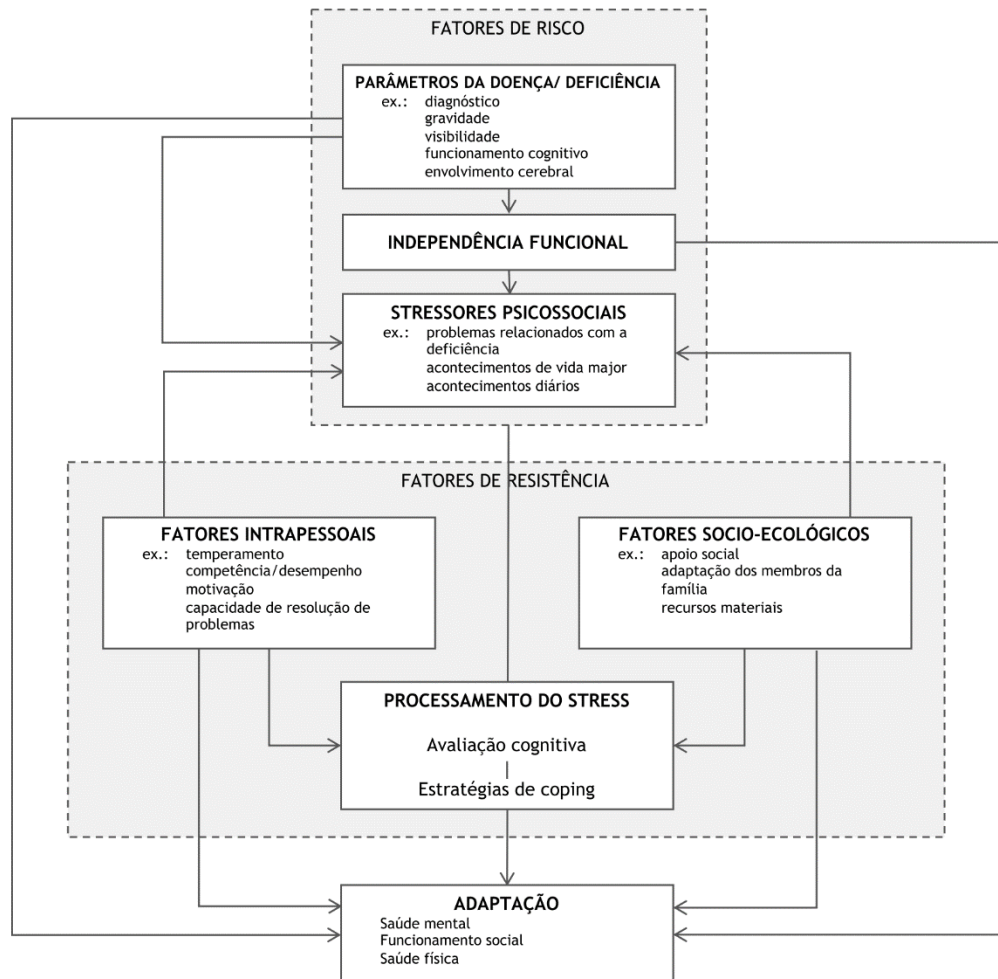 FATORES DE RISCO
PARÂMETROS DA DOENÇA/ DEFICIÊNCIA
ex.: diagnóstico
gravidade
visibilidade
funcionamento cognitivo
envolvimento cerebral
INDEPENDÊNCIA FUNCIONAL
STRESSORES PSICOSSOCIAIS
ex.: problemas relacionados com a
deficiência
acontecimentos de vida major
acontecimentos diários
FATORES DE RESISTÊNCIA
FATORES INTRAPESSOAIS
ex.: temperamento
competência/desempenho
motivação
capacidade de resolução de
problemas
FATORES SOCIO-ECOLÓGICOS
ex.: apoio social
adaptação dos membros da
família
recursos materiais
PROCESSAMENTO DO STRESS
Avaliação cognitiva
Estratégias de coping
ADAPTAÇÃO
Saúde mental
Funcionamento social
Saúde física